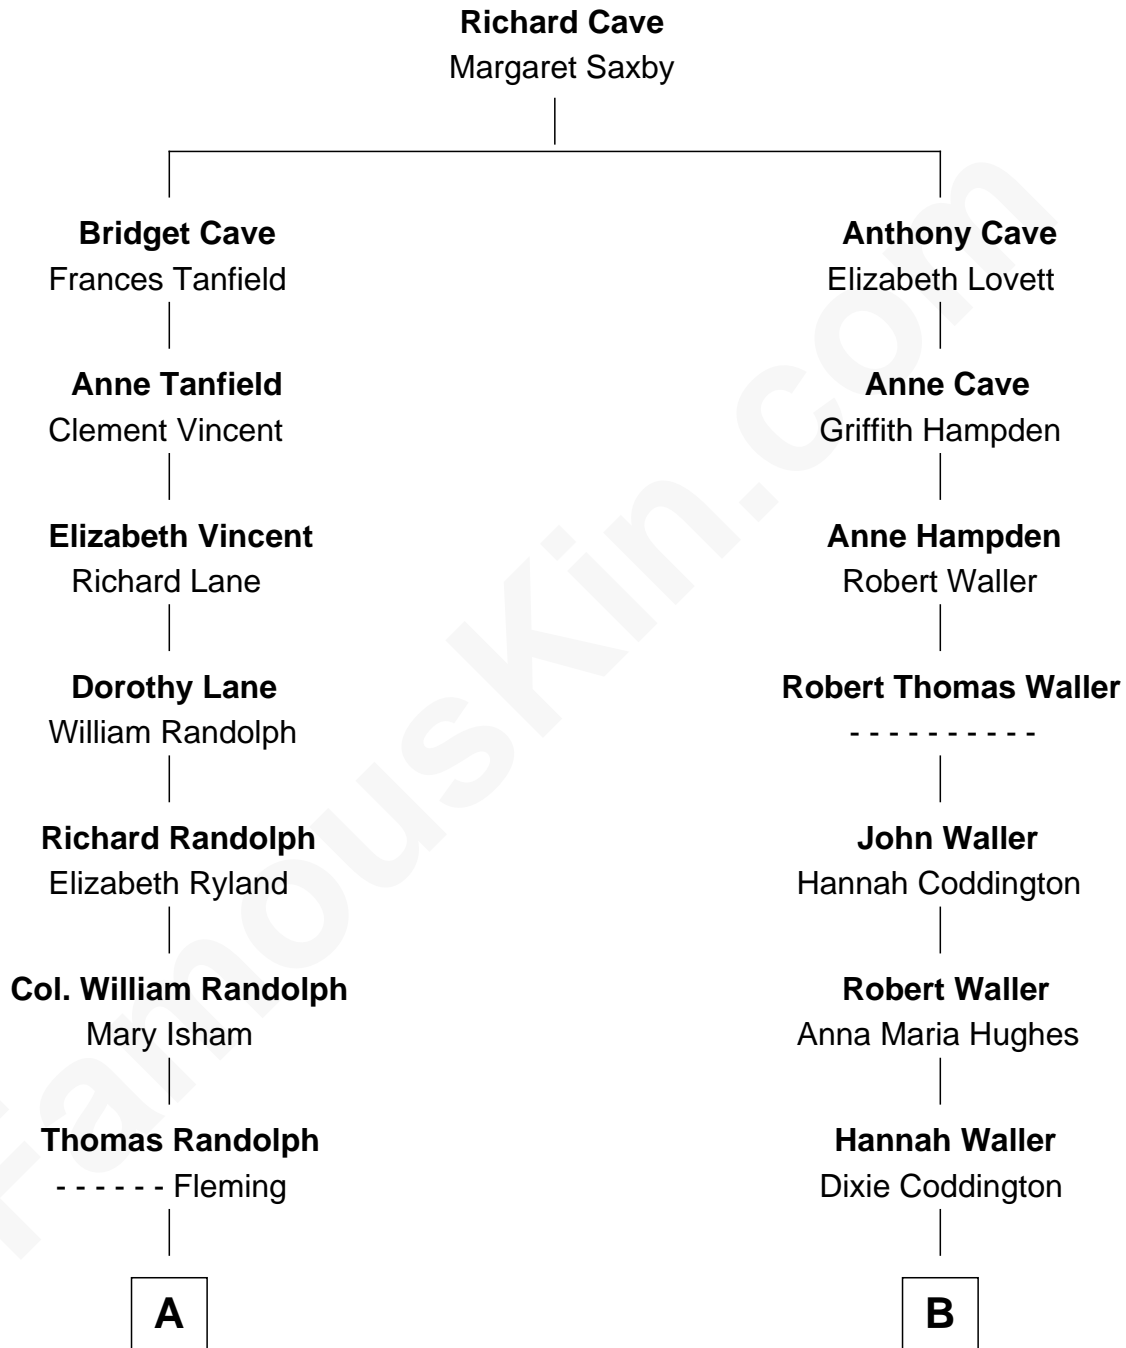 Richard Cave
Margaret Saxby
Bridget Cave
Frances Tanfield
Anthony Cave
Elizabeth Lovett
Anne Tanfield
Clement Vincent
Anne Cave
Griffith Hampden
Elizabeth Vincent
Richard Lane
Anne Hampden
Robert Waller
Dorothy Lane
William Randolph
Robert Thomas Waller
- - - - - - - - - -
Richard Randolph
Elizabeth Ryland
John Waller
Hannah Coddington
Col. William Randolph
Mary Isham
Robert Waller
Anna Maria Hughes
Thomas Randolph
- - - - - - Fleming
Hannah Waller
Dixie Coddington
A
B
FamousKin.com